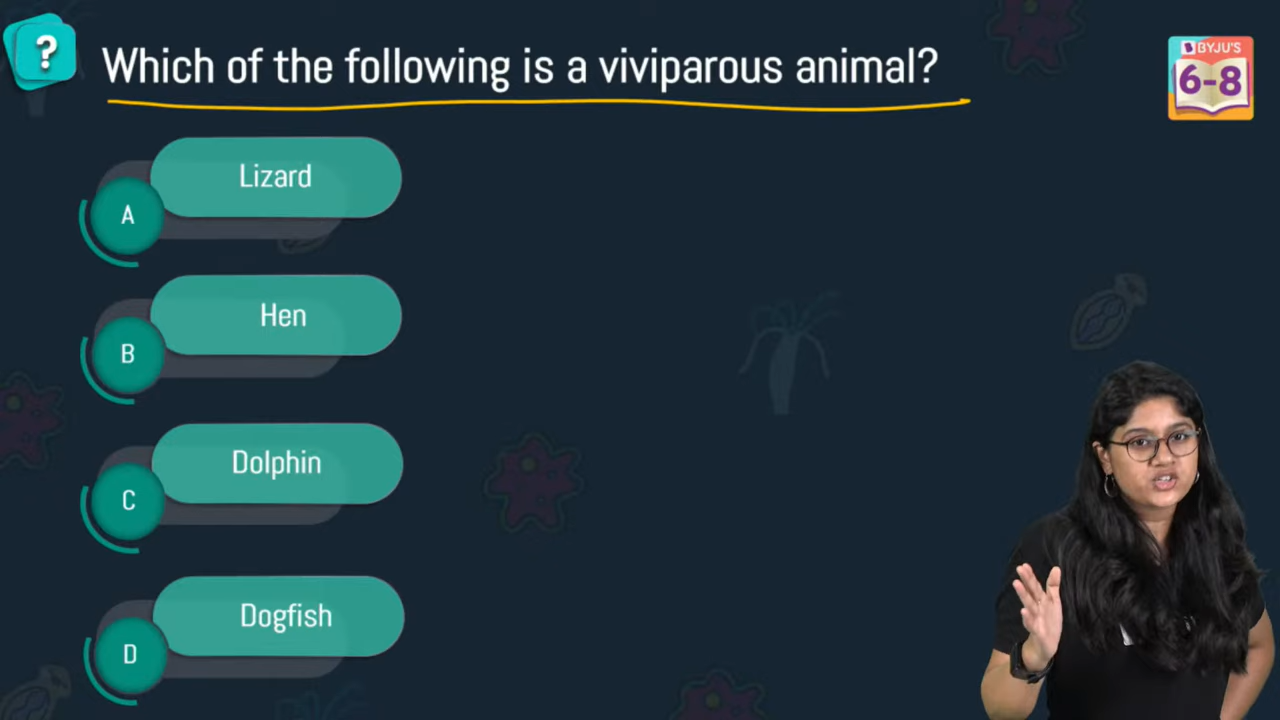 ?
Which of the following is a viviparous animal?
BYJU'S
6-8
A
Lizard
B
Hen
C
Dolphin
D
Dogfish